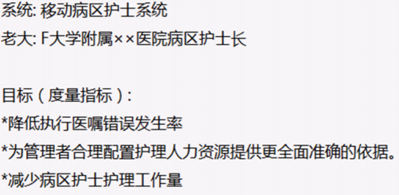 系统: 移动病区护士系统
老大: F大学附属××医院病区护士长
目标（度量指标）:
*降低执行医嘱错误发生率
*为管理者合理配置护理人力资源提供更全面准确的依据。
*减少病区护士护理工作量